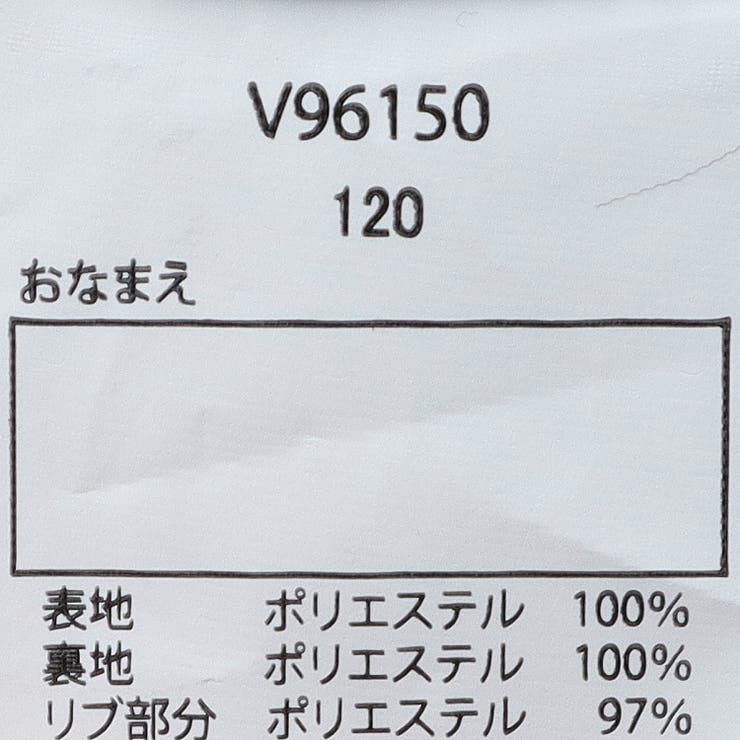 V96150
120
おなまえ
表地 ポリエステル 100%
裏地 ポリエステル 100%
リブ部分 ポリエステル 97%